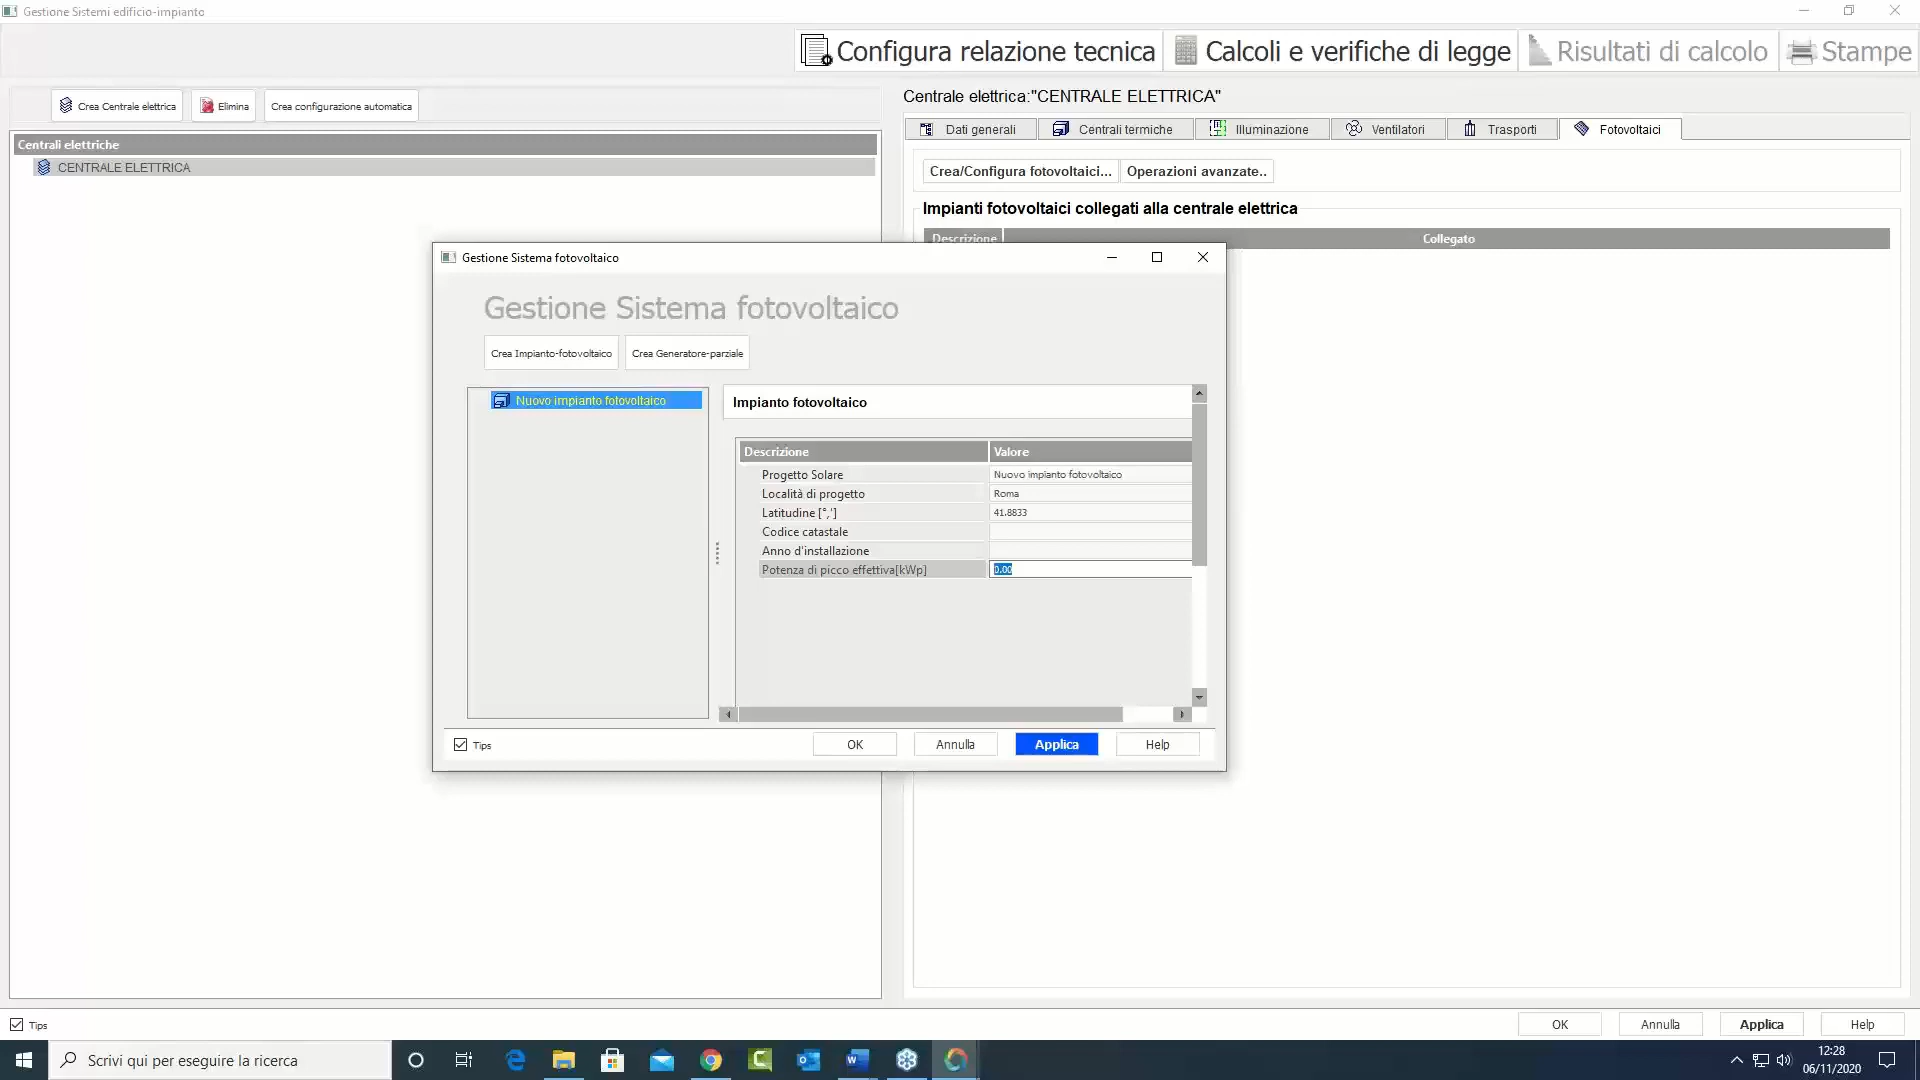 Gestione Sistemi edificio-impianto
Configura relazione tecnica
Calcoli e verifiche di legge
Risultati di calcolo
Stampe
Crea Centrale elettrica
Elimina
Crea configurazione automatica
Centrale elettrica:"CENTRALE ELETTRICA"
Dati generali
Centrali termiche
Illuminazione
Ventilatori
Trasporti
Fotovoltaici
Centrali elettriche
CENTRALE ELETTRICA
Crea/Configura fotovoltaici...
Operazioni avanzate..
Impianti fotovoltaici collegati alla centrale elettrica
Descrizione
Collegato
Gestione Sistema fotovoltaico
Gestione Sistema fotovoltaico
Crea Impianto-fotovoltaico
Crea Generatore-parziale
Nuovo impianto fotovoltaico
Impianto fotovoltaico
Descrizione
Valore
Progetto Solare
Nuovo impianto fotovoltaico
Località di progetto
Roma
Latitudine [°,']
41.8833
Codice catastale
Anno d'installazione
Potenza di picco effettiva[kWp]
0.00
Tips
OK
Annulla
Applica
Help
Tips
OK
Annulla
Applica
Help
Scrivi qui per eseguire la ricerca
12:28
06/11/2020